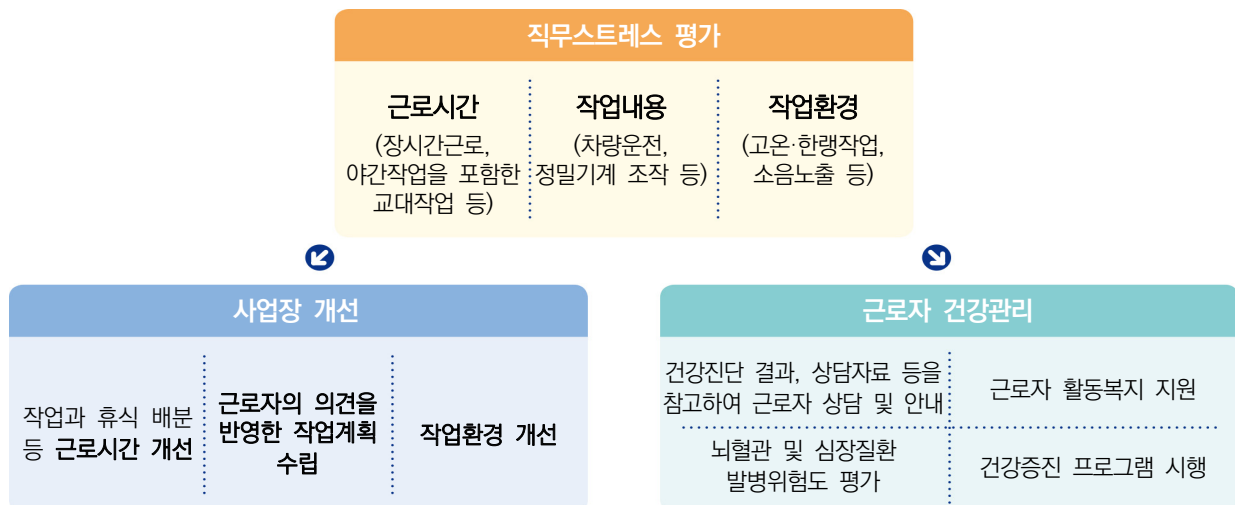 직무스트레스 평가
근로시간
(장시간근로,
야간작업을 포함한
교대작업 등)
작업내용
(차량운전,
정밀기계 조작 등)
작업환경
(고온·한랭작업,
소음노출 등)
사업장 개선
작업과 휴식 배분
등 근로시간 개선
근로자의 의견을
반영한 작업계획
수립
작업환경 개선
근로자 건강관리
건강진단 결과, 상담자료 등을
참고하여 근로자 상담 및 안내
근로자 활동복지 지원
뇌혈관 및 심장질환
발병위험도 평가
건강증진 프로그램 시행